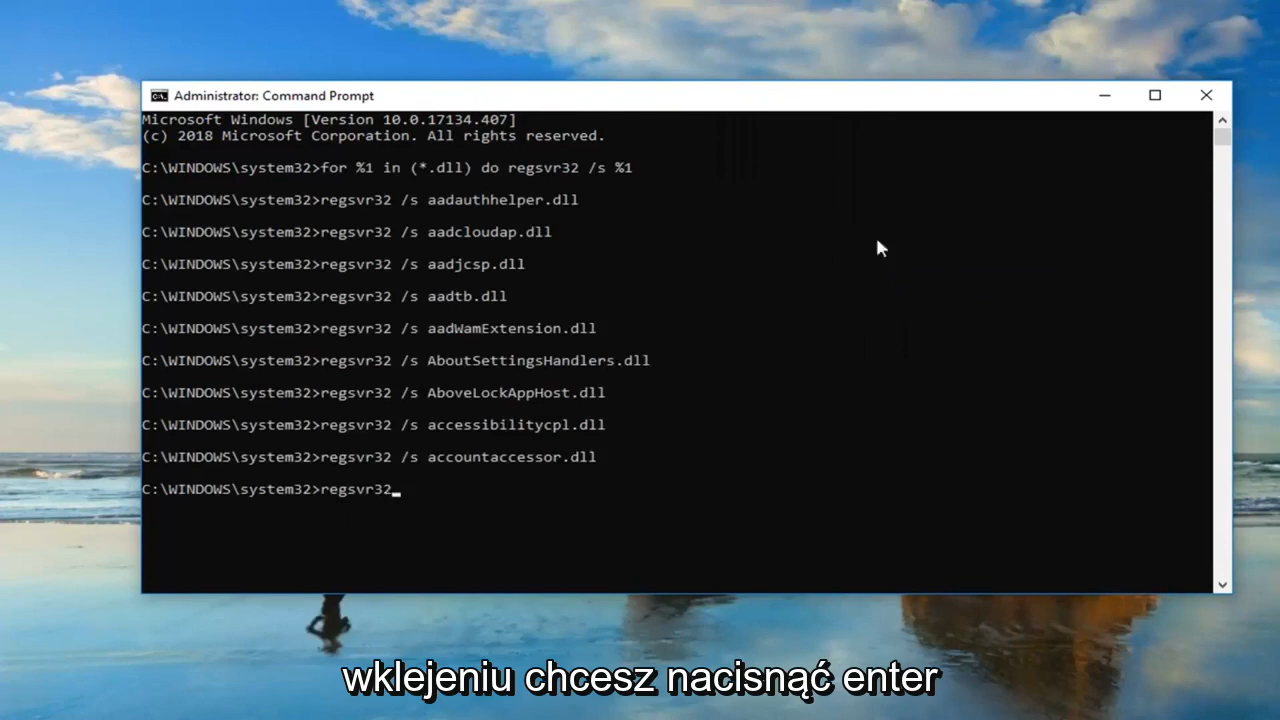 Administrator: Command Prompt
Microsoft Windows [Version 10.0.17134.407]
(c) 2018 Microsoft Corporation. All rights reserved.
C:\WINDOWS\system32>for %1 in (*.dll) do regsvr32 /s %1
C:\WINDOWS\system32>regsvr32 /s aadauthhelper.dll
C:\WINDOWS\system32>regsvr32 /s aadcloudap.dll
C:\WINDOWS\system32>regsvr32 /s aadjcsp.dll
C:\WINDOWS\system32>regsvr32 /s aadtb.dll
C:\WINDOWS\system32>regsvr32 /s aadWamExtension.dll
C:\WINDOWS\system32>regsvr32 /s AboutSettingsHandlers.dll
C:\WINDOWS\system32>regsvr32 /s AboveLockAppHost.dll
C:\WINDOWS\system32>regsvr32 /s accessibilitycpl.dll
C:\WINDOWS\system32>regsvr32 /s accountaccessor.dll
C:\WINDOWS\system32>regsvr32
wklejeniu chcesz nacisnąć enter